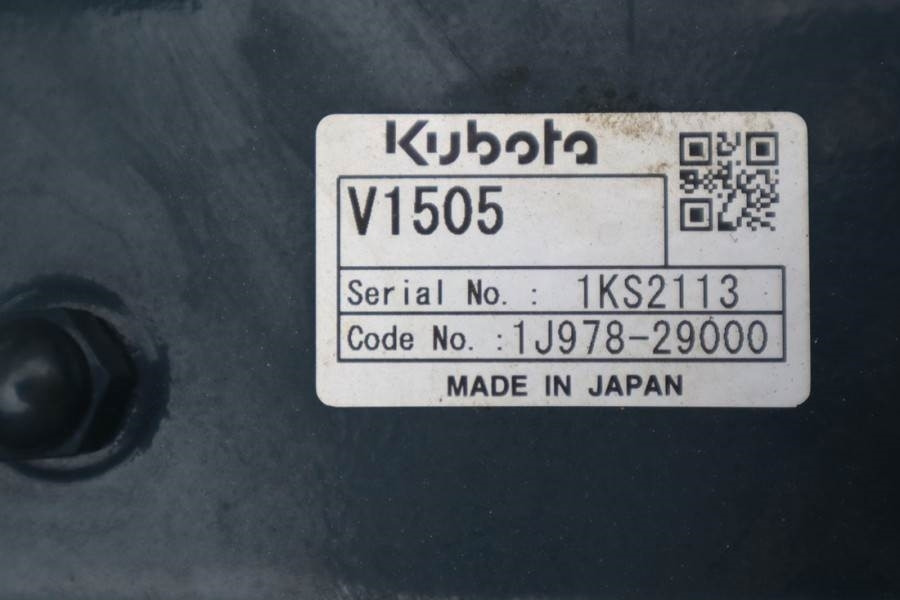 Kubota
V1505
Serial No. : 1KS2113
Code No. :1J978-29000
MADE IN JAPAN